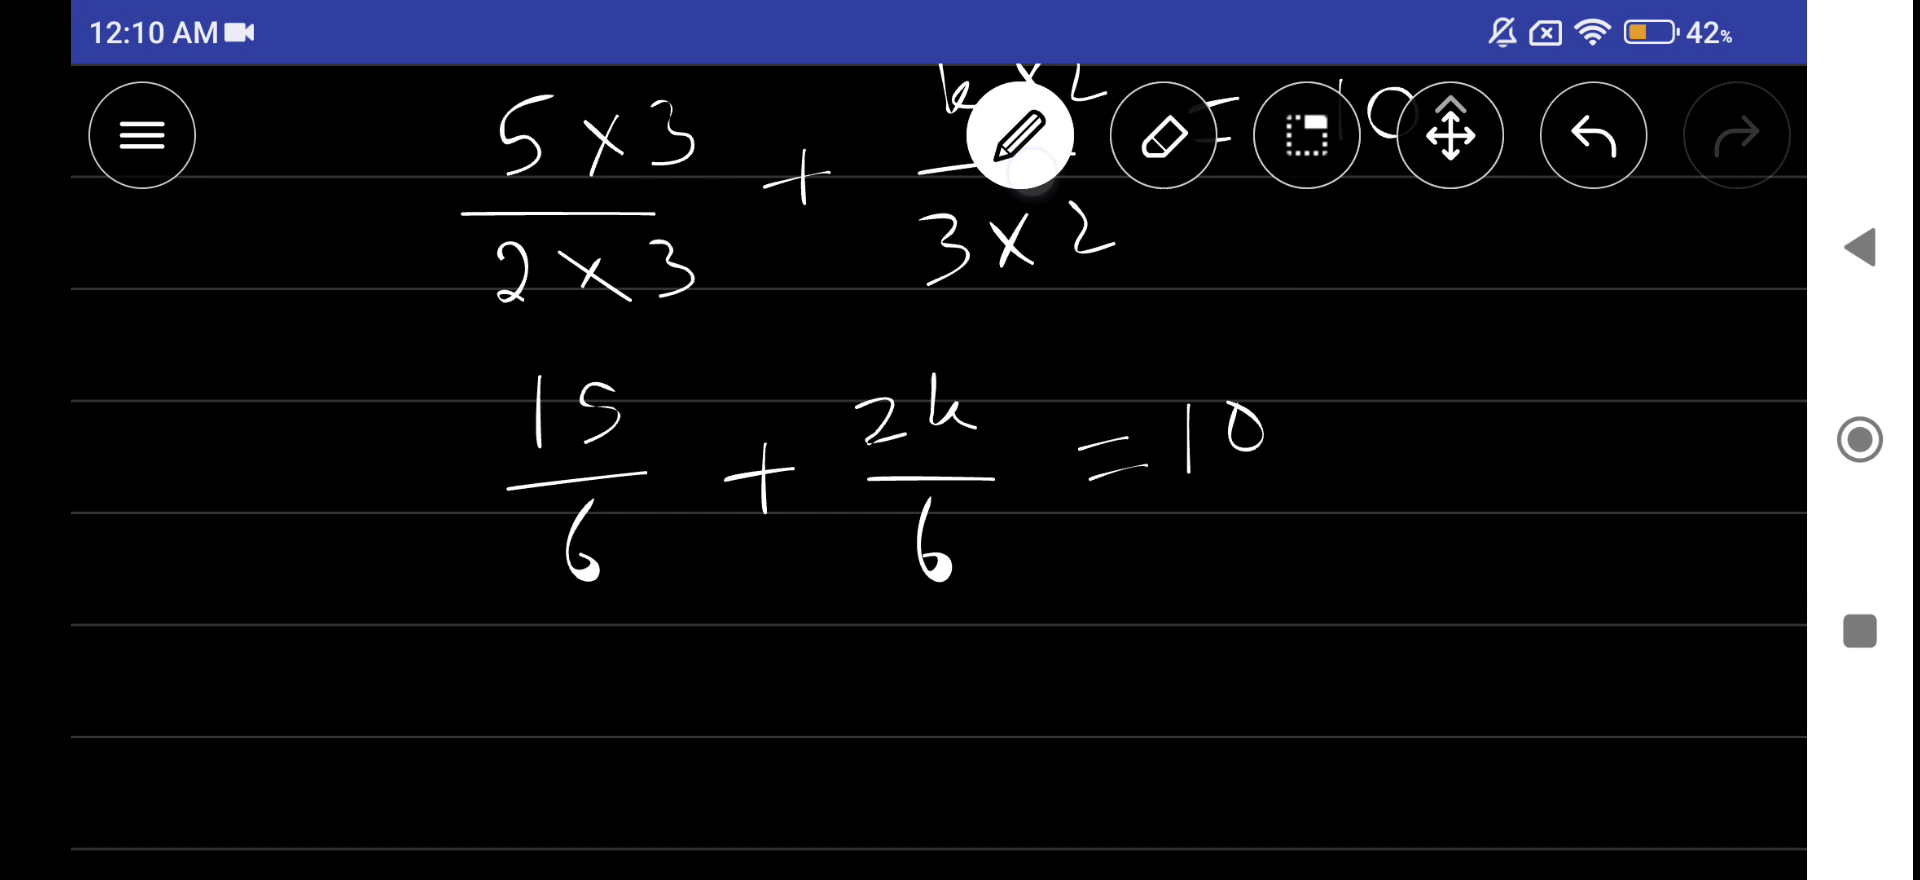 12:10 AM 42%
5 × 3 + k × 2 = 10
2 × 3 3 × 2
15 + 2k = 10
6 6